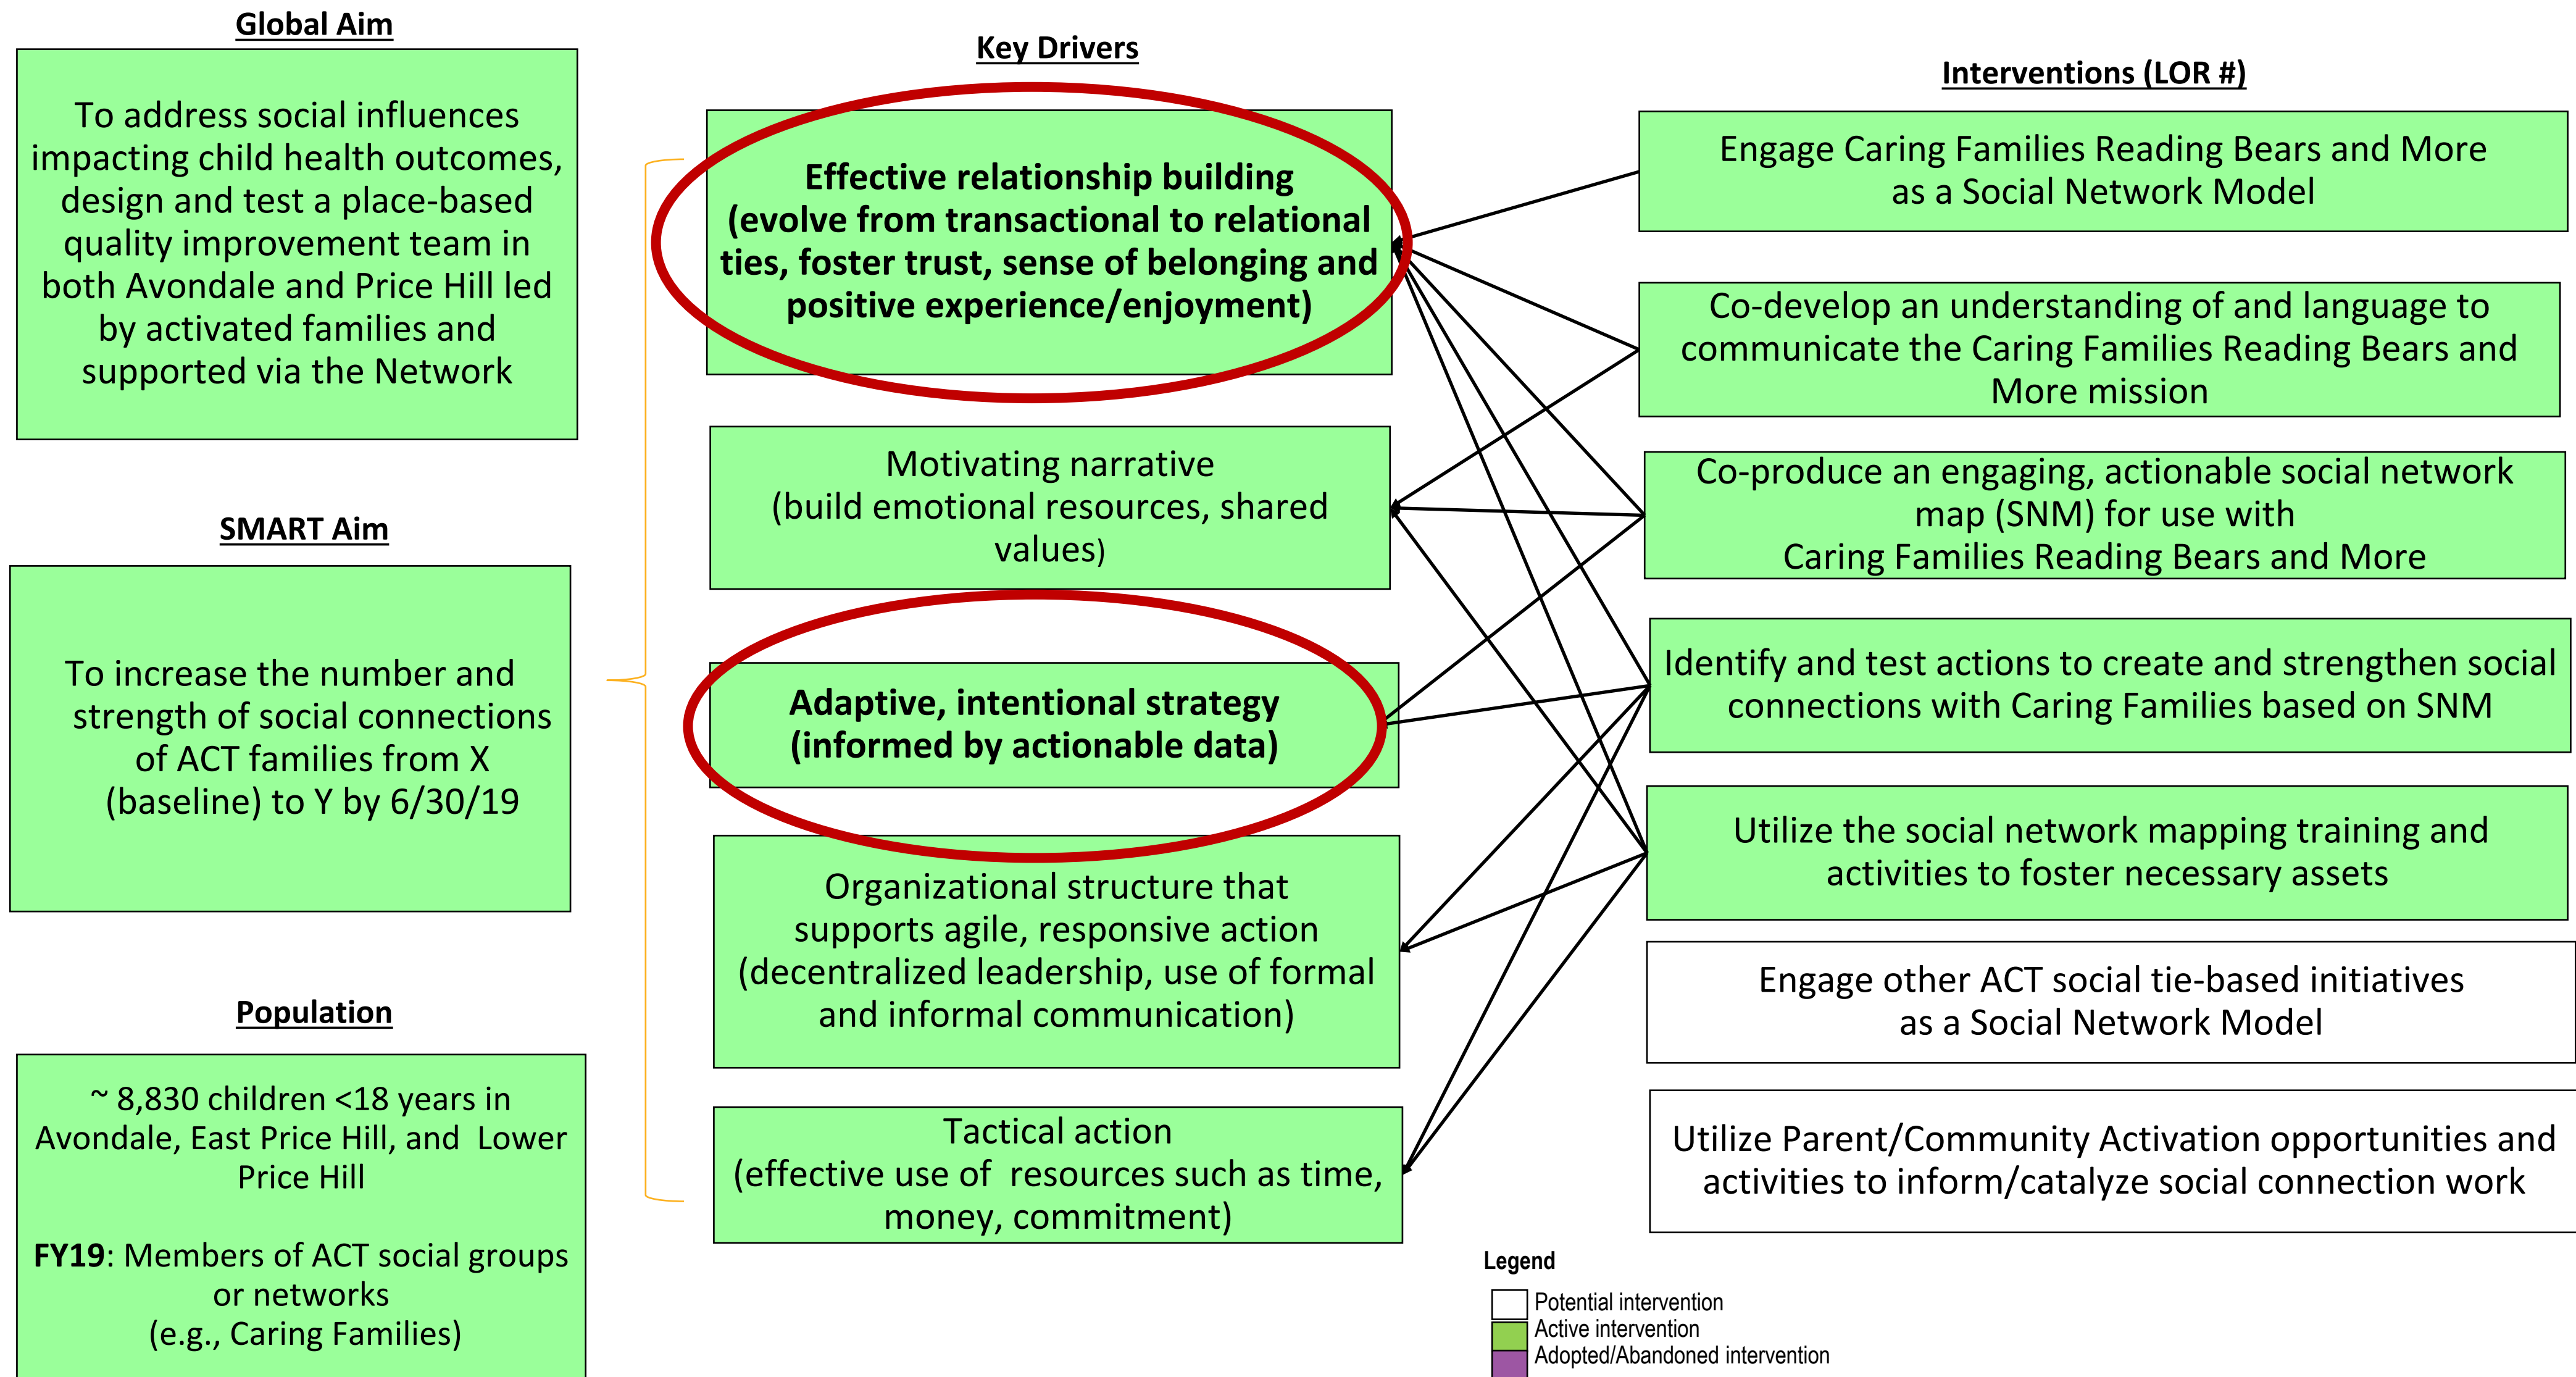 Global Aim
To address social influences
impacting child health outcomes,
design and test a place-based
quality improvement team in
both Avondale and Price Hill led
by activated families and
supported via the Network
SMART Aim
To increase the number and
strength of social connections
of ACT families from X
(baseline) to Y by 6/30/19
Population
~ 8,830 children <18 years in
Avondale, East Price Hill, and  Lower
Price Hill
FY19: Members of ACT social groups
or networks
(e.g., Caring Families)
Key Drivers
Effective relationship building
(evolve from transactional to relational
ties, foster trust, sense of belonging and
positive experience/enjoyment)
Motivating narrative
(build emotional resources, shared
values)
Adaptive, intentional strategy
(informed by actionable data)
Organizational structure that
supports agile, responsive action
(decentralized leadership, use of formal
and informal communication)
Tactical action
(effective use of  resources such as time,
money, commitment)
Interventions (LOR #)
Engage Caring Families Reading Bears and More
as a Social Network Model
Co-develop an understanding of and language to
communicate the Caring Families Reading Bears and
More mission
Co-produce an engaging, actionable social network
map (SNM) for use with
Caring Families Reading Bears and More
Identify and test actions to create and strengthen social
connections with Caring Families based on SNM
Utilize the social network mapping training and
activities to foster necessary assets
Engage other ACT social tie-based initiatives
as a Social Network Model
Utilize Parent/Community Activation opportunities and
activities to inform/catalyze social connection work
Legend
Potential intervention
Active intervention
Adopted/Abandoned intervention